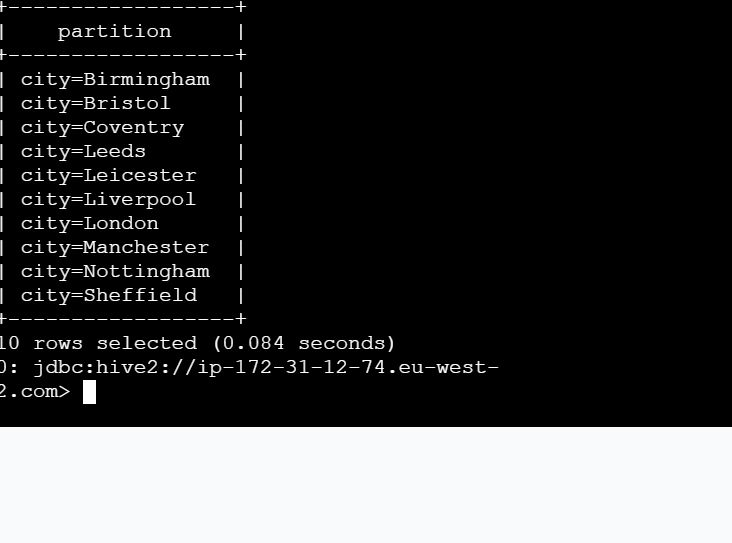 +------------------+
|    partition     |
+------------------+
| city=Birmingham  |
| city=Bristol     |
| city=Coventry    |
| city=Leeds       |
| city=Leicester   |
| city=Liverpool   |
| city=London      |
| city=Manchester  |
| city=Nottingham  |
| city=Sheffield   |
+------------------+
10 rows selected (0.084 seconds)
0: jdbc:hive2://ip-172-31-12-74.eu-west-
2.com>